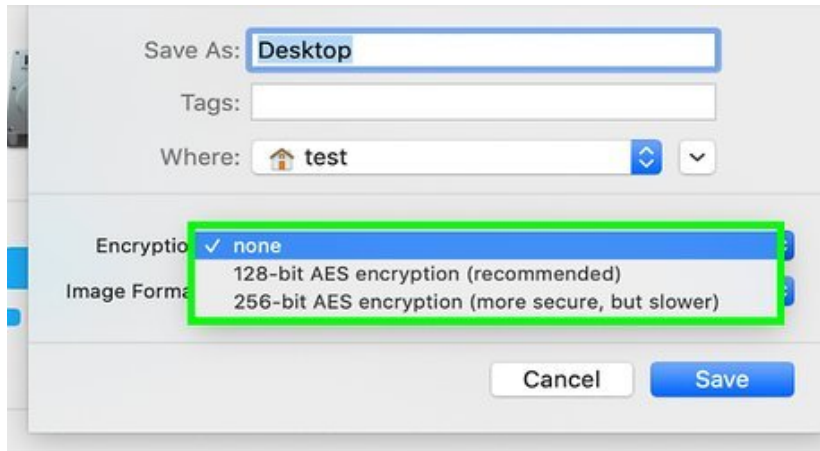 Save As: Desktop
Tags:
Where: test
Encryptio ✓ none
128-bit AES encryption (recommended)
Image Forma
256-bit AES encryption (more secure, but slower)
Cancel Save